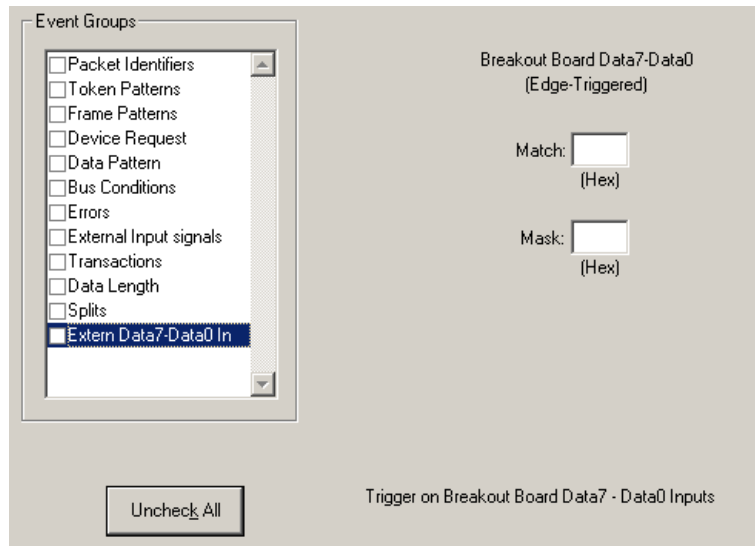 Event Groups
Packet Identifiers
Token Patterns
Frame Patterns
Device Request
Data Pattern
Bus Conditions
Errors
External Input signals
Transactions
Data Length
Splits
Extern Data7-Data0 In
Uncheck All
Breakout Board Data7-Data0
(Edge-Triggered)
Match:
(Hex)
Mask:
(Hex)
Trigger on Breakout Board Data7 - Data0 Inputs